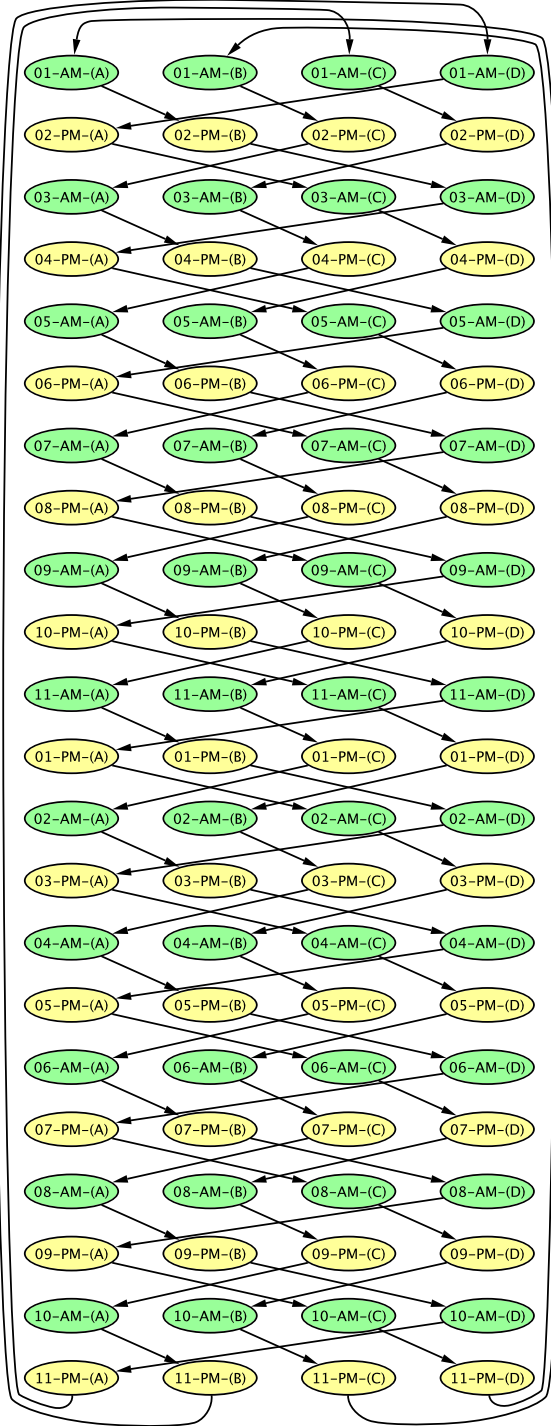 01-AM-(A) 01-AM-(B) 01-AM-(C) 01-AM-(D)
02-PM-(A) 02-PM-(B) 02-PM-(C) 02-PM-(D)
03-AM-(A) 03-AM-(B) 03-AM-(C) 03-AM-(D)
04-PM-(A) 04-PM-(B) 04-PM-(C) 04-PM-(D)
05-AM-(A) 05-AM-(B) 05-AM-(C) 05-AM-(D)
06-PM-(A) 06-PM-(B) 06-PM-(C) 06-PM-(D)
07-AM-(A) 07-AM-(B) 07-AM-(C) 07-AM-(D)
08-PM-(A) 08-PM-(B) 08-PM-(C) 08-PM-(D)
09-AM-(A) 09-AM-(B) 09-AM-(C) 09-AM-(D)
10-PM-(A) 10-PM-(B) 10-PM-(C) 10-PM-(D)
11-AM-(A) 11-AM-(B) 11-AM-(C) 11-AM-(D)
01-PM-(A) 01-PM-(B) 01-PM-(C) 01-PM-(D)
02-AM-(A) 02-AM-(B) 02-AM-(C) 02-AM-(D)
03-PM-(A) 03-PM-(B) 03-PM-(C) 03-PM-(D)
04-AM-(A) 04-AM-(B) 04-AM-(C) 04-AM-(D)
05-PM-(A) 05-PM-(B) 05-PM-(C) 05-PM-(D)
06-AM-(A) 06-AM-(B) 06-AM-(C) 06-AM-(D)
07-PM-(A) 07-PM-(B) 07-PM-(C) 07-PM-(D)
08-AM-(A) 08-AM-(B) 08-AM-(C) 08-AM-(D)
09-PM-(A) 09-PM-(B) 09-PM-(C) 09-PM-(D)
10-AM-(A) 10-AM-(B) 10-AM-(C) 10-AM-(D)
11-PM-(A) 11-PM-(B) 11-PM-(C) 11-PM-(D)